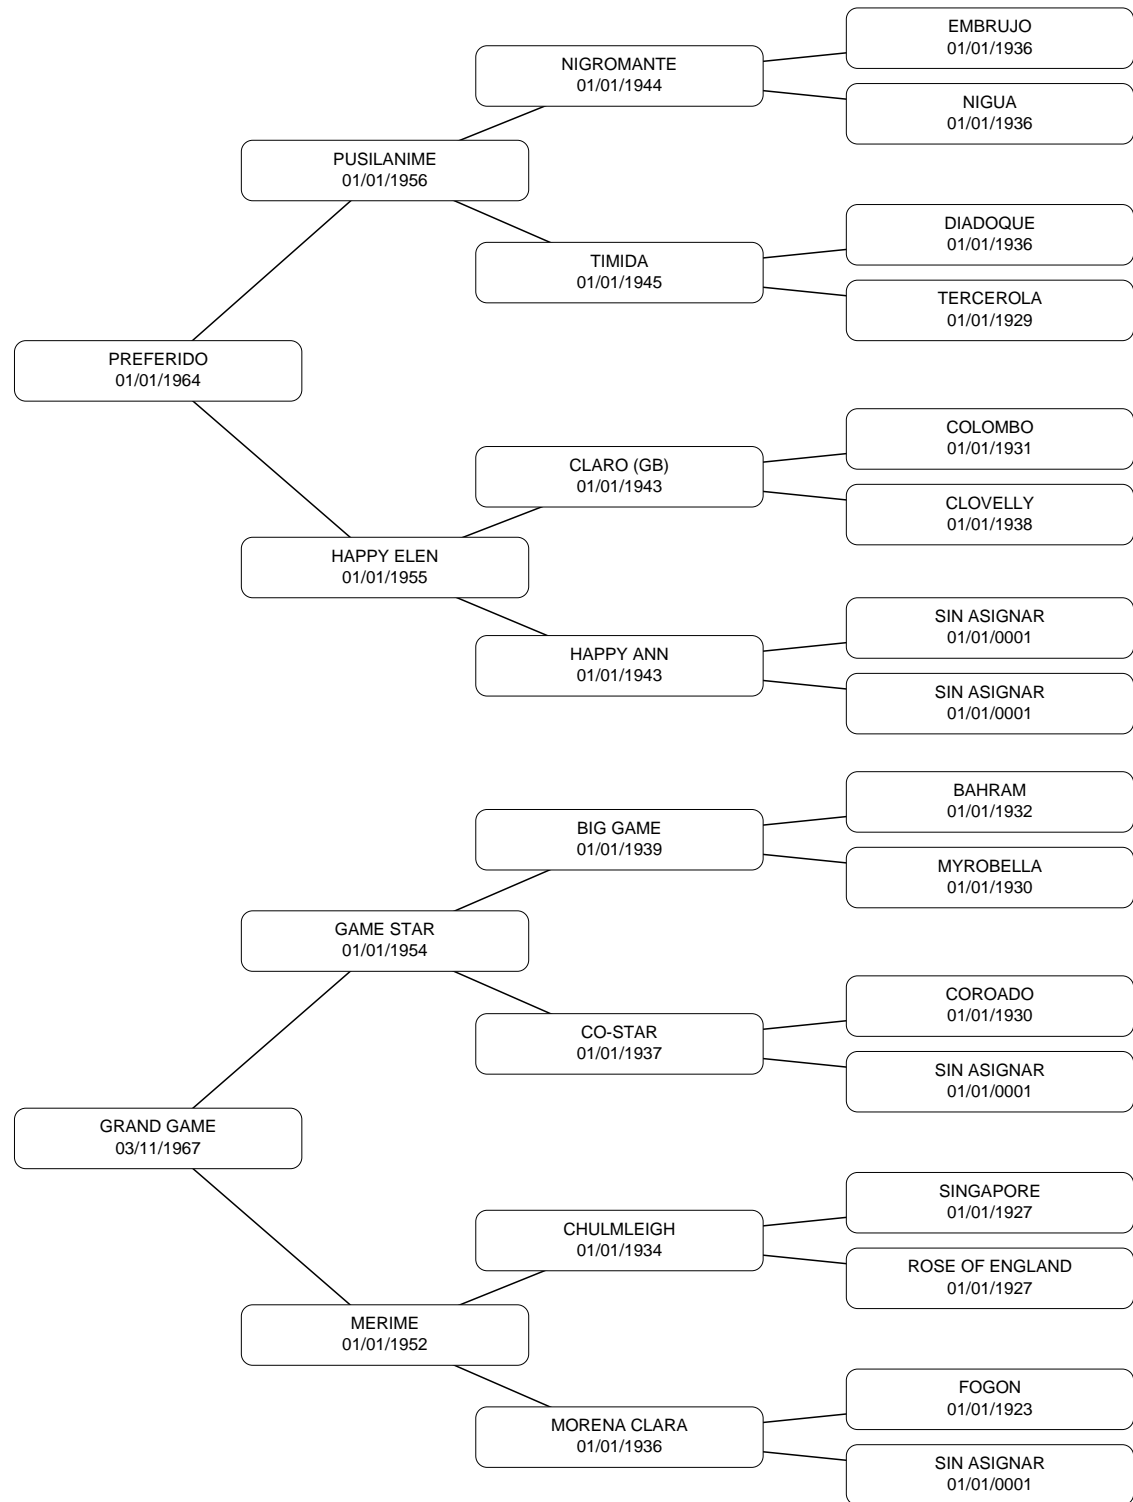 EMBRUJO
01/01/1936
NIGROMANTE
01/01/1944
NIGUA
01/01/1936
PUSILANIME
01/01/1956
DIADOQUE
01/01/1936
TIMIDA
01/01/1945
TERCEROLA
01/01/1929
PREFERIDO
01/01/1964
COLOMBO
01/01/1931
CLARO (GB)
01/01/1943
CLOVELLY
01/01/1938
HAPPY ELEN
01/01/1955
SIN ASIGNAR
01/01/0001
HAPPY ANN
01/01/1943
SIN ASIGNAR
01/01/0001
BAHRAM
01/01/1932
BIG GAME
01/01/1939
MYROBELLA
01/01/1930
GAME STAR
01/01/1954
COROADO
01/01/1930
CO-STAR
01/01/1937
SIN ASIGNAR
01/01/0001
GRAND GAME
03/11/1967
SINGAPORE
01/01/1927
CHULMLEIGH
01/01/1934
ROSE OF ENGLAND
01/01/1927
MERIME
01/01/1952
FOGON
01/01/1923
MORENA CLARA
01/01/1936
SIN ASIGNAR
01/01/0001